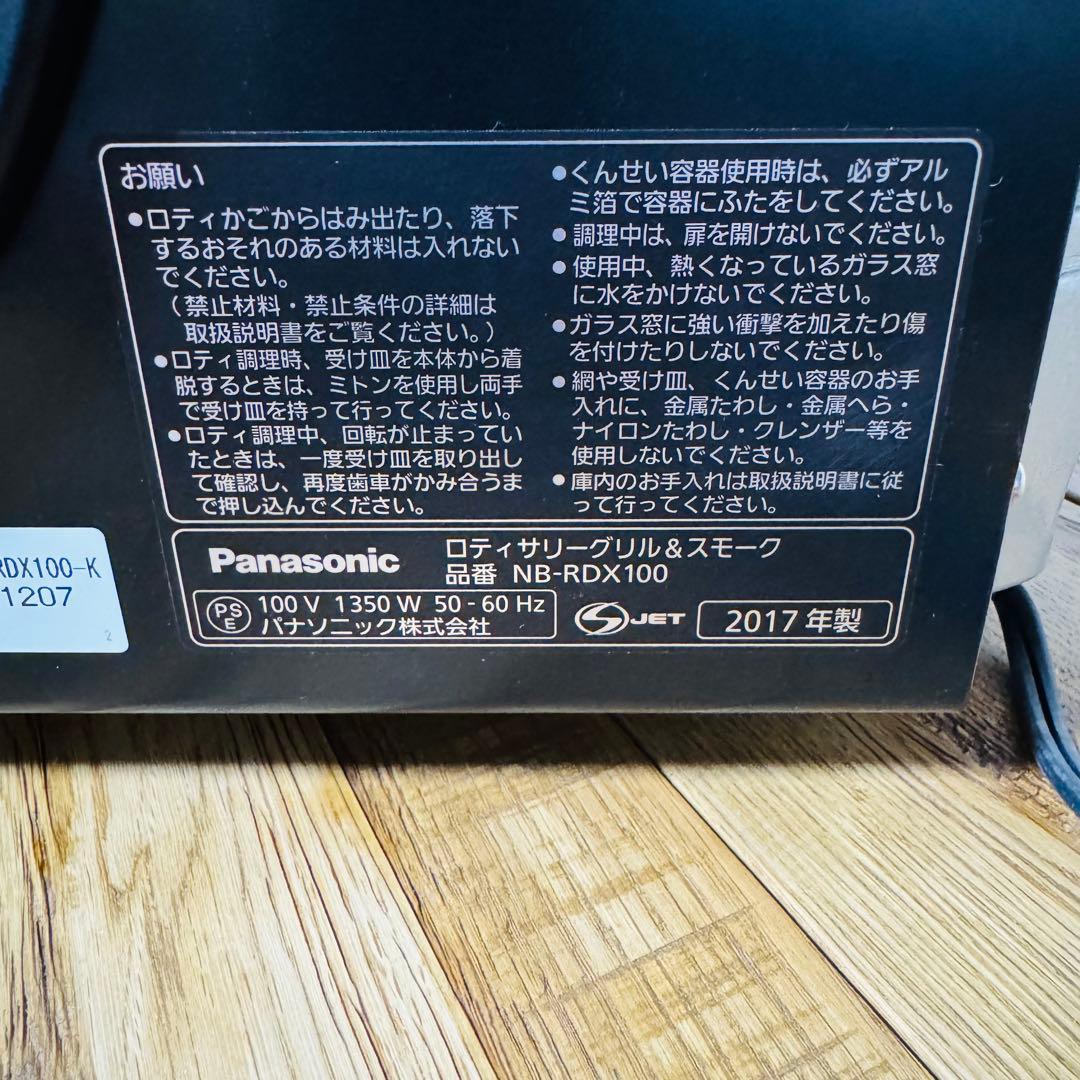 お願い
●ロティかごからはみ出たり、落下
するおそれのある材料は入れない
でください。
（禁止材料・禁止条件の詳細は
取扱説明書をご覧ください。）
●ロティ調理時、受け皿を本体から着
脱するときは、ミトンを使用し両手
で受け皿を持って行ってください。
●ロティ調理中、回転が止まってい
たときは、一度受け皿を取り出し
て確認し、再度歯車がかみ合うま
で押し込んでください。
●くんせい容器使用時は、必ずアル
ミ箔で容器にふたをしてください。
●調理中は、扉を開けないでください。
●使用中、熱くなっているガラス窓
に水をかけないでください。
●ガラス窓に強い衝撃を加えたり傷
を付けたりしないでください。
●網や受け皿、くんせい容器のお手
入れに、金属たわし・金属へら・
ナイロンたわし・クレンザー等を
使用しないでください。
●庫内のお手入れは取扱説明書に従
って行ってください。
Panasonic
ロティサリーグリル＆スモーク
品番 NB-RDX100
PS
E
100 V 1350 W 50 - 60 Hz
パナソニック株式会社
S JET
2017 年製
RDX100-K
1207
2